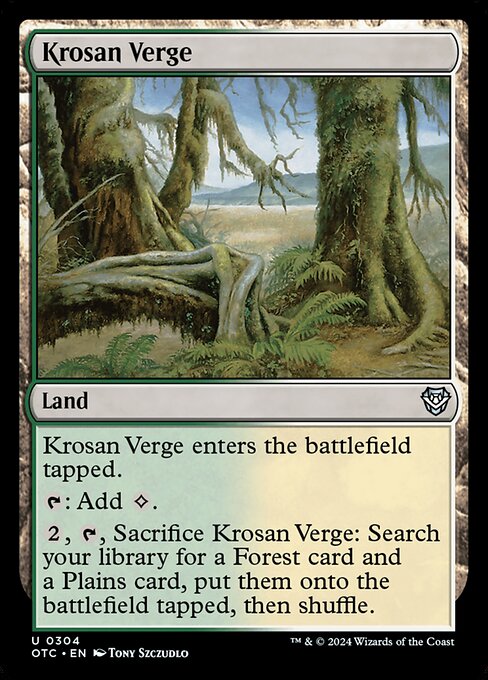 Krosan Verge
Land
Krosan Verge enters the battlefield
tapped.
: Add .
2, , Sacrifice Krosan Verge: Search
your library for a Forest card and
a Plains card, put them onto the
battlefield tapped, then shuffle.
U 0304
OTC • EN Tony Szczudlo
™ & © 2024 Wizards of the Coast